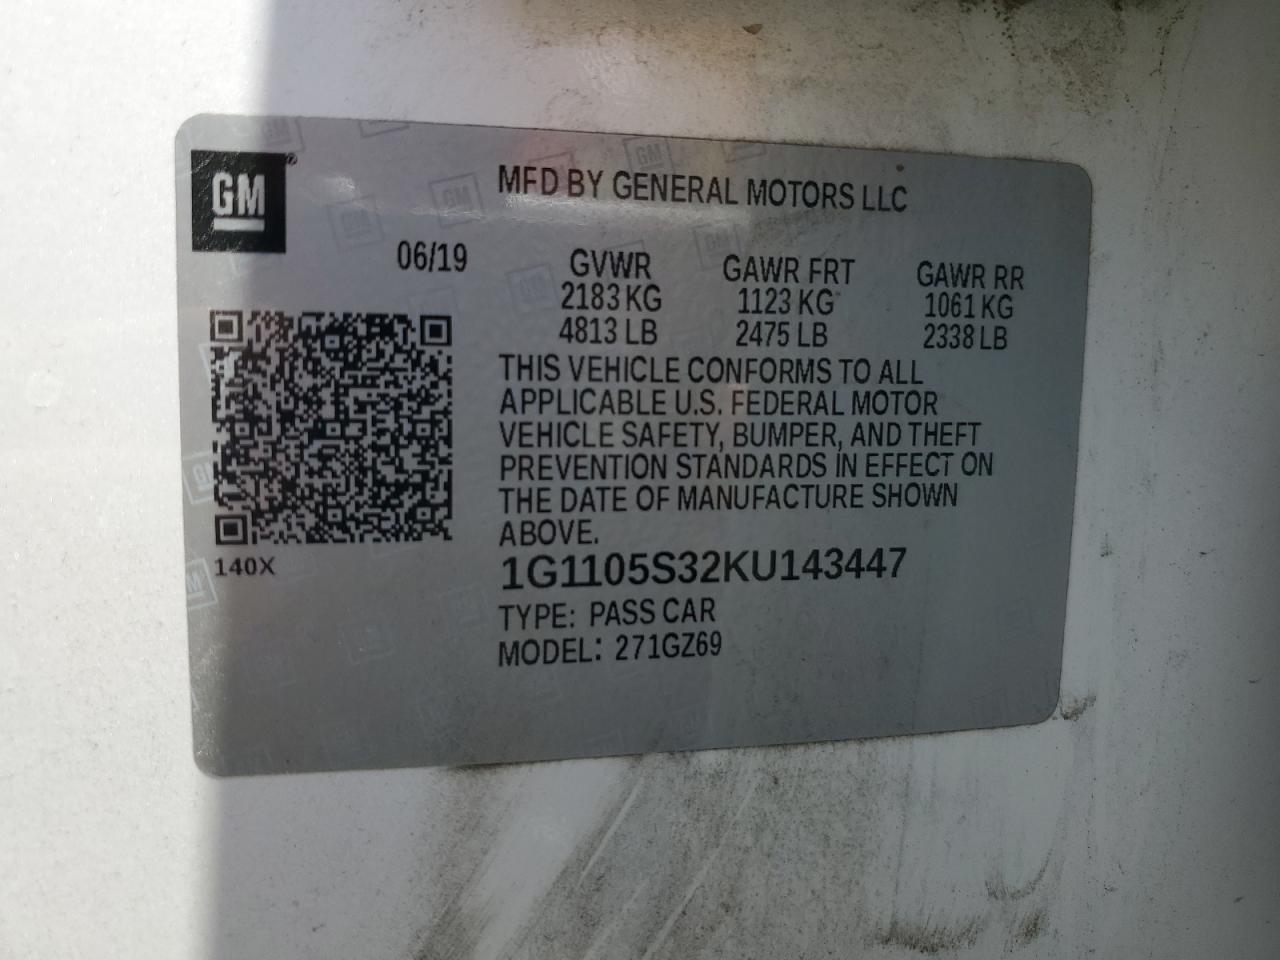 GM
MFD BY GENERAL MOTORS LLC
06/19
GVWR GAWR FRT GAWR RR
2183 KG 1123 KG 1061 KG
4813 LB 2475 LB 2338 LB
THIS VEHICLE CONFORMS TO ALL
APPLICABLE U.S. FEDERAL MOTOR
VEHICLE SAFETY, BUMPER, AND THEFT
PREVENTION STANDARDS IN EFFECT ON
THE DATE OF MANUFACTURE SHOWN
ABOVE.
140X
1G1105S32KU143447
TYPE: PASS CAR
MODEL: 271GZ69